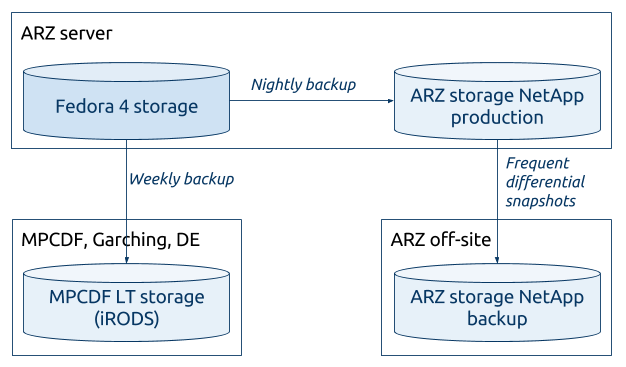 ARZ server
Fedora 4 storage
Nightly backup
ARZ storage NetApp
production
Weekly backup
Frequent
differential
snapshots
MPCDF, Garching, DE
MPCDF LT storage
(iRODS)
ARZ off-site
ARZ storage NetApp
backup